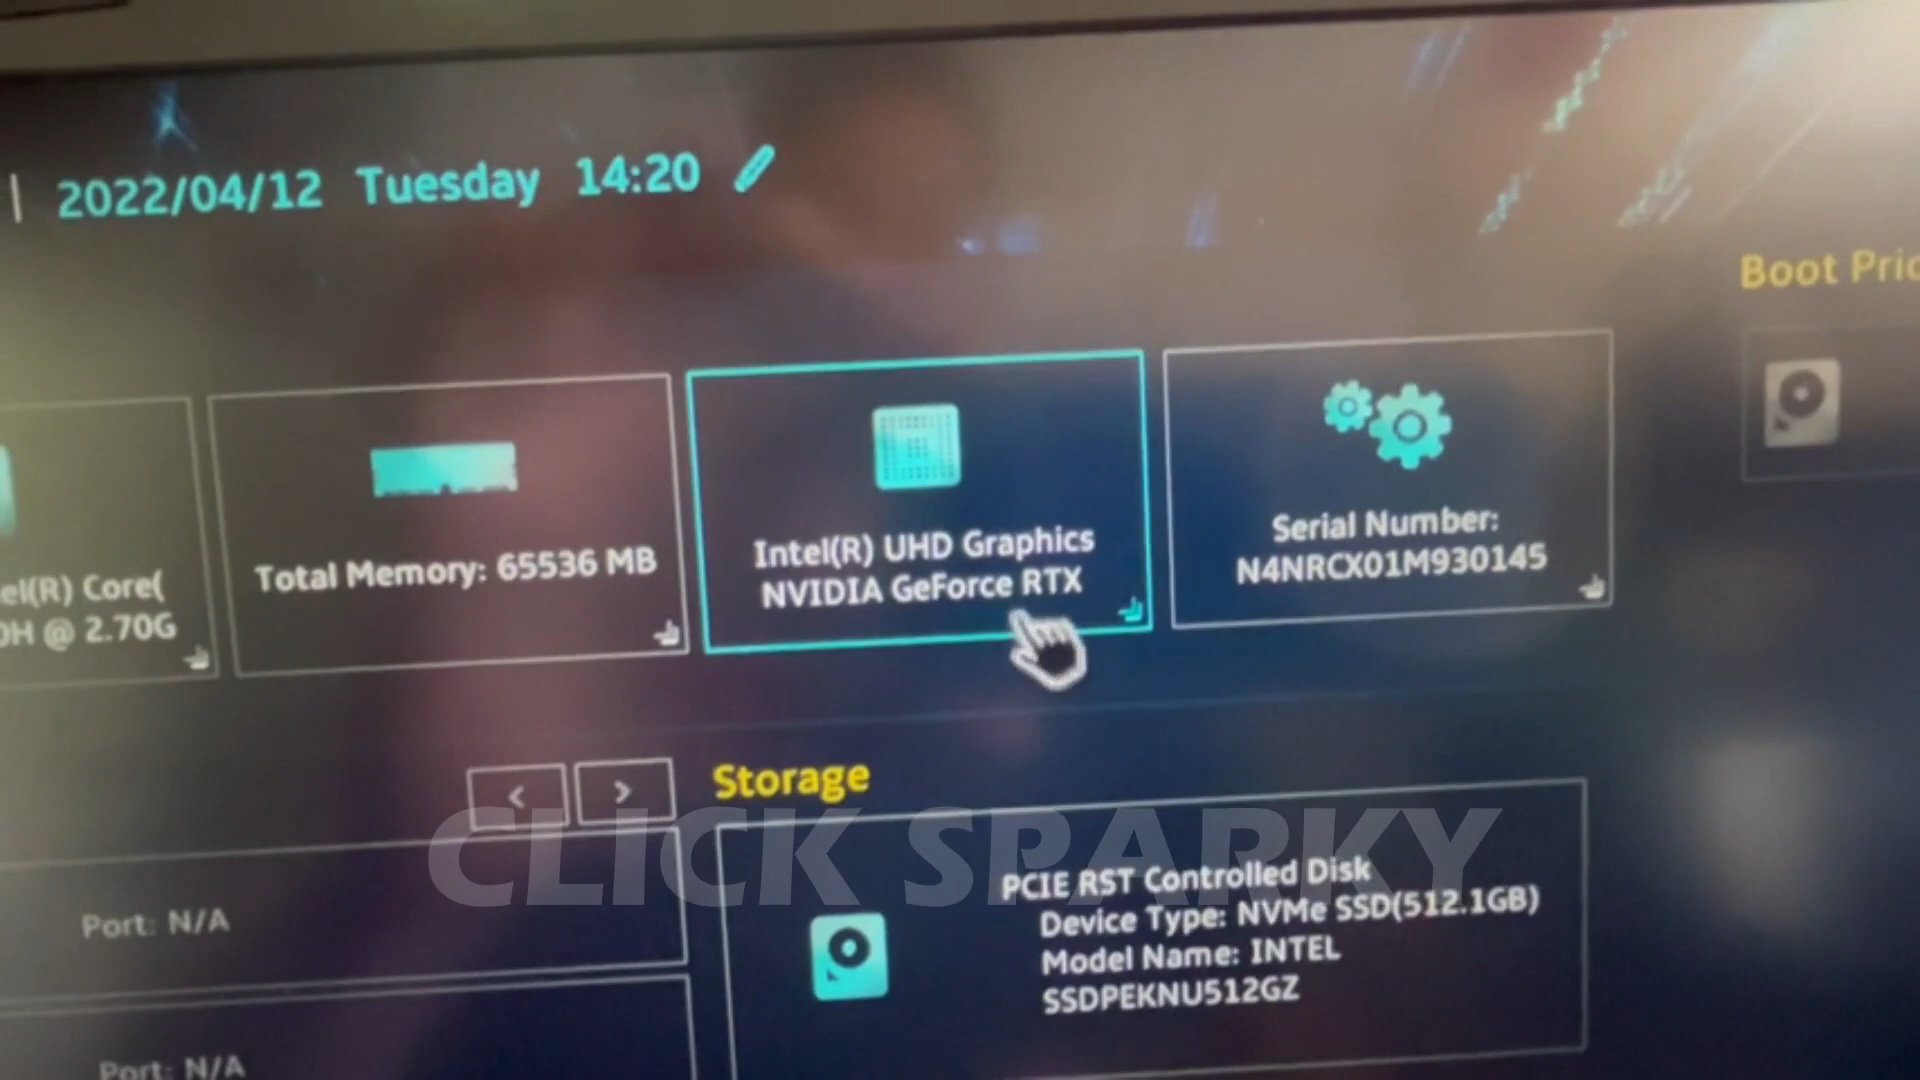 2022/04/12 Tuesday 14:20
Boot Pric
el(R) Core(
0H @ 2.70G
Total Memory: 65536 MB
Intel(R) UHD Graphics
NVIDIA GeForce RTX
Serial Number:
N4NRCX01M930145
< >
Storage
CLICK SPARKY
PCIE RST Controlled Disk
Device Type: NVMe SSD(512.1GB)
Model Name: INTEL
SSDPEKNU512GZ
Port: N/A
Port: N/A